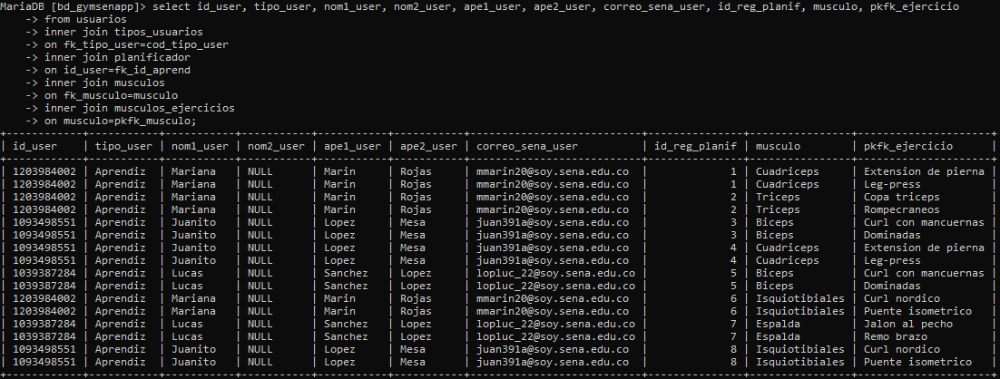 MariaDB [bd_gymsenapp]> select id_user, tipo_user, nom1_user, nom2_user, ape1_user, ape2_user, correo_sena_user, id_reg_planif, musculo, pkfk_ejercicio
    -> from usuarios
    -> inner join tipos_usuarios
    -> on fk_tipo_user=cod_tipo_user
    -> inner join planificador
    -> on id_user=fk_id_aprend
    -> inner join musculos
    -> on fk_musculo=musculo
    -> inner join musculos_ejercicios
    -> on musculo=pkfk_musculo;
+------------+-----------+-----------+-----------+-----------+-----------+-------------------------+---------------+----------------+---------------------+
| id_user    | tipo_user | nom1_user | nom2_user | ape1_user | ape2_user | correo_sena_user        | id_reg_planif | musculo        | pkfk_ejercicio      |
+------------+-----------+-----------+-----------+-----------+-----------+-------------------------+---------------+----------------+---------------------+
| 1203984002 | Aprendiz  | Mariana   | NULL      | Marin     | Rojas     | mmarin20@soy.sena.edu.co |             1 | Cuadriceps     | Extension de pierna |
| 1203984002 | Aprendiz  | Mariana   | NULL      | Marin     | Rojas     | mmarin20@soy.sena.edu.co |             1 | Cuadriceps     | Leg-press           |
| 1203984002 | Aprendiz  | Mariana   | NULL      | Marin     | Rojas     | mmarin20@soy.sena.edu.co |             2 | Triceps        | Copa triceps        |
| 1203984002 | Aprendiz  | Mariana   | NULL      | Marin     | Rojas     | mmarin20@soy.sena.edu.co |             2 | Triceps        | Rompecraneos        |
| 1093498551 | Aprendiz  | Juanito   | NULL      | Lopez     | Mesa      | juan391a@soy.sena.edu.co |             3 | Biceps         | Curl con mancuernas |
| 1093498551 | Aprendiz  | Juanito   | NULL      | Lopez     | Mesa      | juan391a@soy.sena.edu.co |             3 | Biceps         | Dominadas           |
| 1093498551 | Aprendiz  | Juanito   | NULL      | Lopez     | Mesa      | juan391a@soy.sena.edu.co |             4 | Cuadriceps     | Extension de pierna |
| 1093498551 | Aprendiz  | Juanito   | NULL      | Lopez     | Mesa      | juan391a@soy.sena.edu.co |             4 | Cuadriceps     | Leg-press           |
| 1039387284 | Aprendiz  | Lucas     | NULL      | Sanchez   | Lopez     | lopluc_22@soy.sena.edu.co |             5 | Biceps         | Curl con mancuernas |
| 1039387284 | Aprendiz  | Lucas     | NULL      | Sanchez   | Lopez     | lopluc_22@soy.sena.edu.co |             5 | Biceps         | Dominadas           |
| 1203984002 | Aprendiz  | Mariana   | NULL      | Marin     | Rojas     | mmarin20@soy.sena.edu.co |             6 | Isquiotibiales | Curl nordico        |
| 1203984002 | Aprendiz  | Mariana   | NULL      | Marin     | Rojas     | mmarin20@soy.sena.edu.co |             6 | Isquiotibiales | Puente isometrico   |
| 1039387284 | Aprendiz  | Lucas     | NULL      | Sanchez   | Lopez     | lopluc_22@soy.sena.edu.co |             7 | Espalda        | Jalon al pecho      |
| 1039387284 | Aprendiz  | Lucas     | NULL      | Sanchez   | Lopez     | lopluc_22@soy.sena.edu.co |             7 | Espalda        | Remo brazo          |
| 1093498551 | Aprendiz  | Juanito   | NULL      | Lopez     | Mesa      | juan391a@soy.sena.edu.co |             8 | Isquiotibiales | Curl nordico        |
| 1093498551 | Aprendiz  | Juanito   | NULL      | Lopez     | Mesa      | juan391a@soy.sena.edu.co |             8 | Isquiotibiales | Puente isometrico   |
+------------+-----------+-----------+-----------+-----------+-----------+-------------------------+---------------+----------------+---------------------+